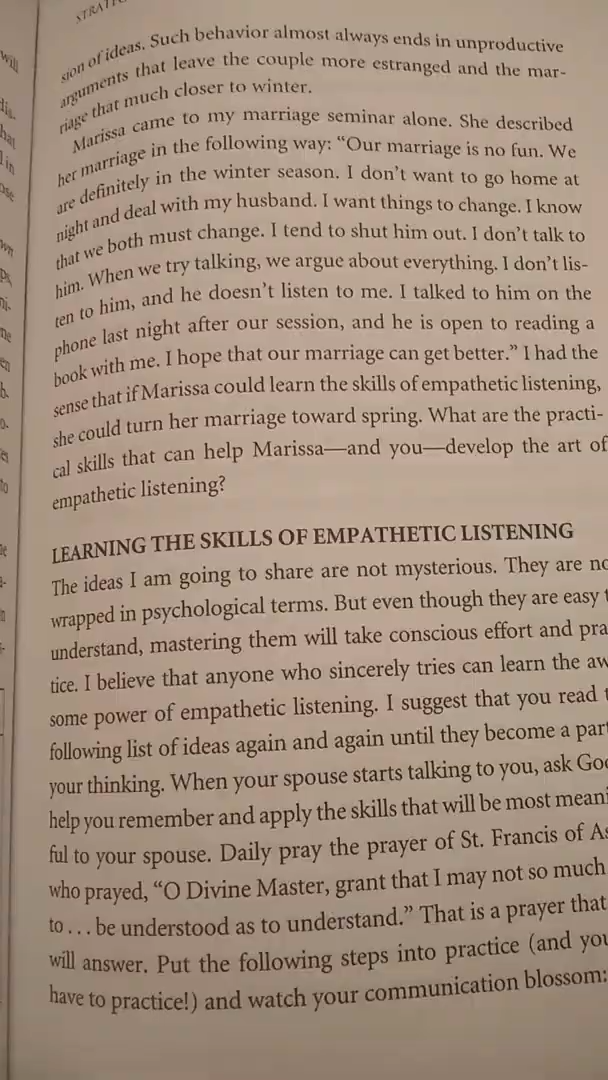 STRATE
sion of ideas. Such behavior almost always ends in unproductive
arguments that leave the couple more estranged and the mar-
riage that much closer to winter.
Marissa came to my marriage seminar alone. She described
her marriage in the following way: “Our marriage is no fun. We
are definitely in the winter season. I don’t want to go home at
night and deal with my husband. I want things to change. I know
that we both must change. I tend to shut him out. I don’t talk to
him. When we try talking, we argue about everything. I don’t lis-
ten to him, and he doesn’t listen to me. I talked to him on the
phone last night after our session, and he is open to reading a
book with me. I hope that our marriage can get better.” I had the
sense that if Marissa could learn the skills of empathetic listening,
she could turn her marriage toward spring. What are the practi-
cal skills that can help Marissa—and you—develop the art of
empathetic listening?
LEARNING THE SKILLS OF EMPATHETIC LISTENING
The ideas I am going to share are not mysterious. They are no
wrapped in psychological terms. But even though they are easy t
understand, mastering them will take conscious effort and pra
tice. I believe that anyone who sincerely tries can learn the aw
some power of empathetic listening. I suggest that you read t
following list of ideas again and again until they become a part
your thinking. When your spouse starts talking to you, ask Go
help you remember and apply the skills that will be most meani
ful to your spouse. Daily pray the prayer of St. Francis of As
who prayed, “O Divine Master, grant that I may not so much
to . . . be understood as to understand.” That is a prayer that
will answer. Put the following steps into practice (and you
have to practice!) and watch your communication blossom: